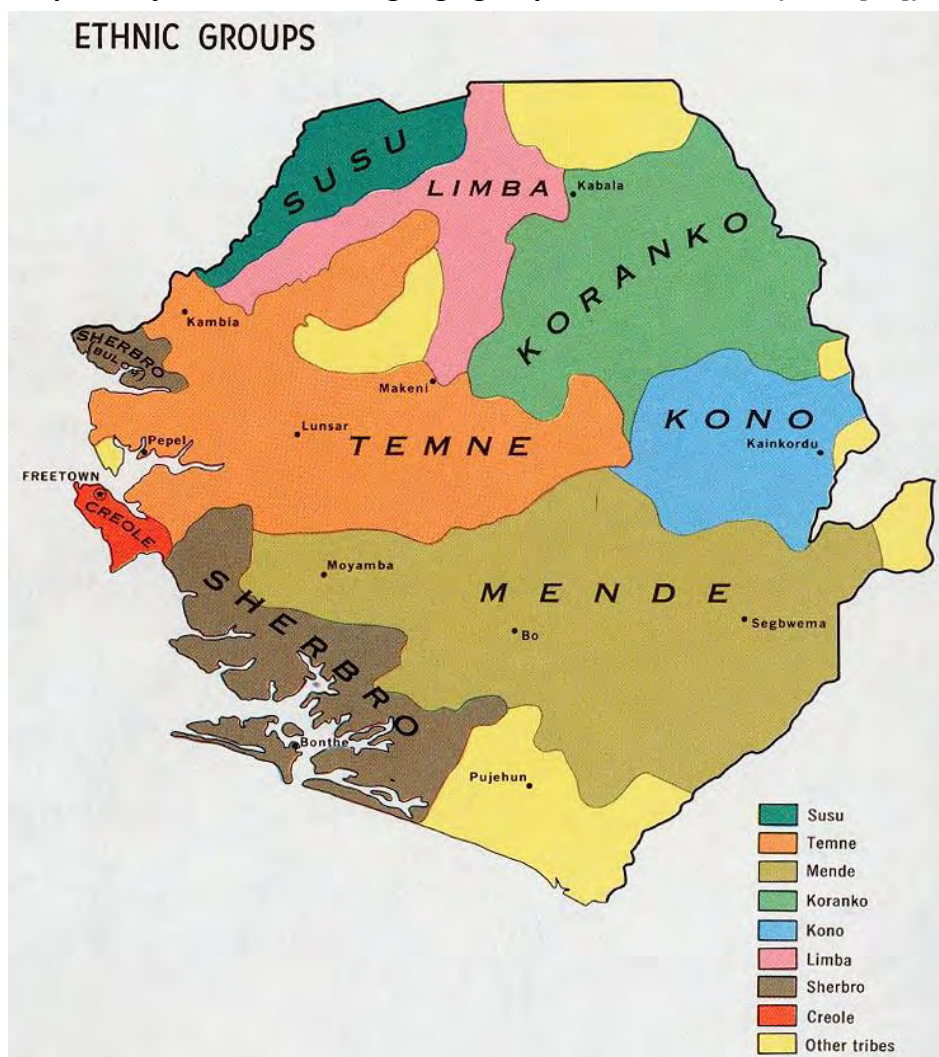 ETHNIC GROUPS
SUSU
LIMBA
Kabala
KORANKO
Kambia
SHERBRO
(BULOM)
Makeni
KONO
Lunsar
TEMNE
Kainkordu
Pepel
FREETOWN
CREOLE
Moyamba
MENDE
SHERBRO
Segbwema
Bo
Bonthe
Pujehun
Susu
Temne
Mende
Koranko
Kono
Limba
Sherbro
Creole
Other tribes